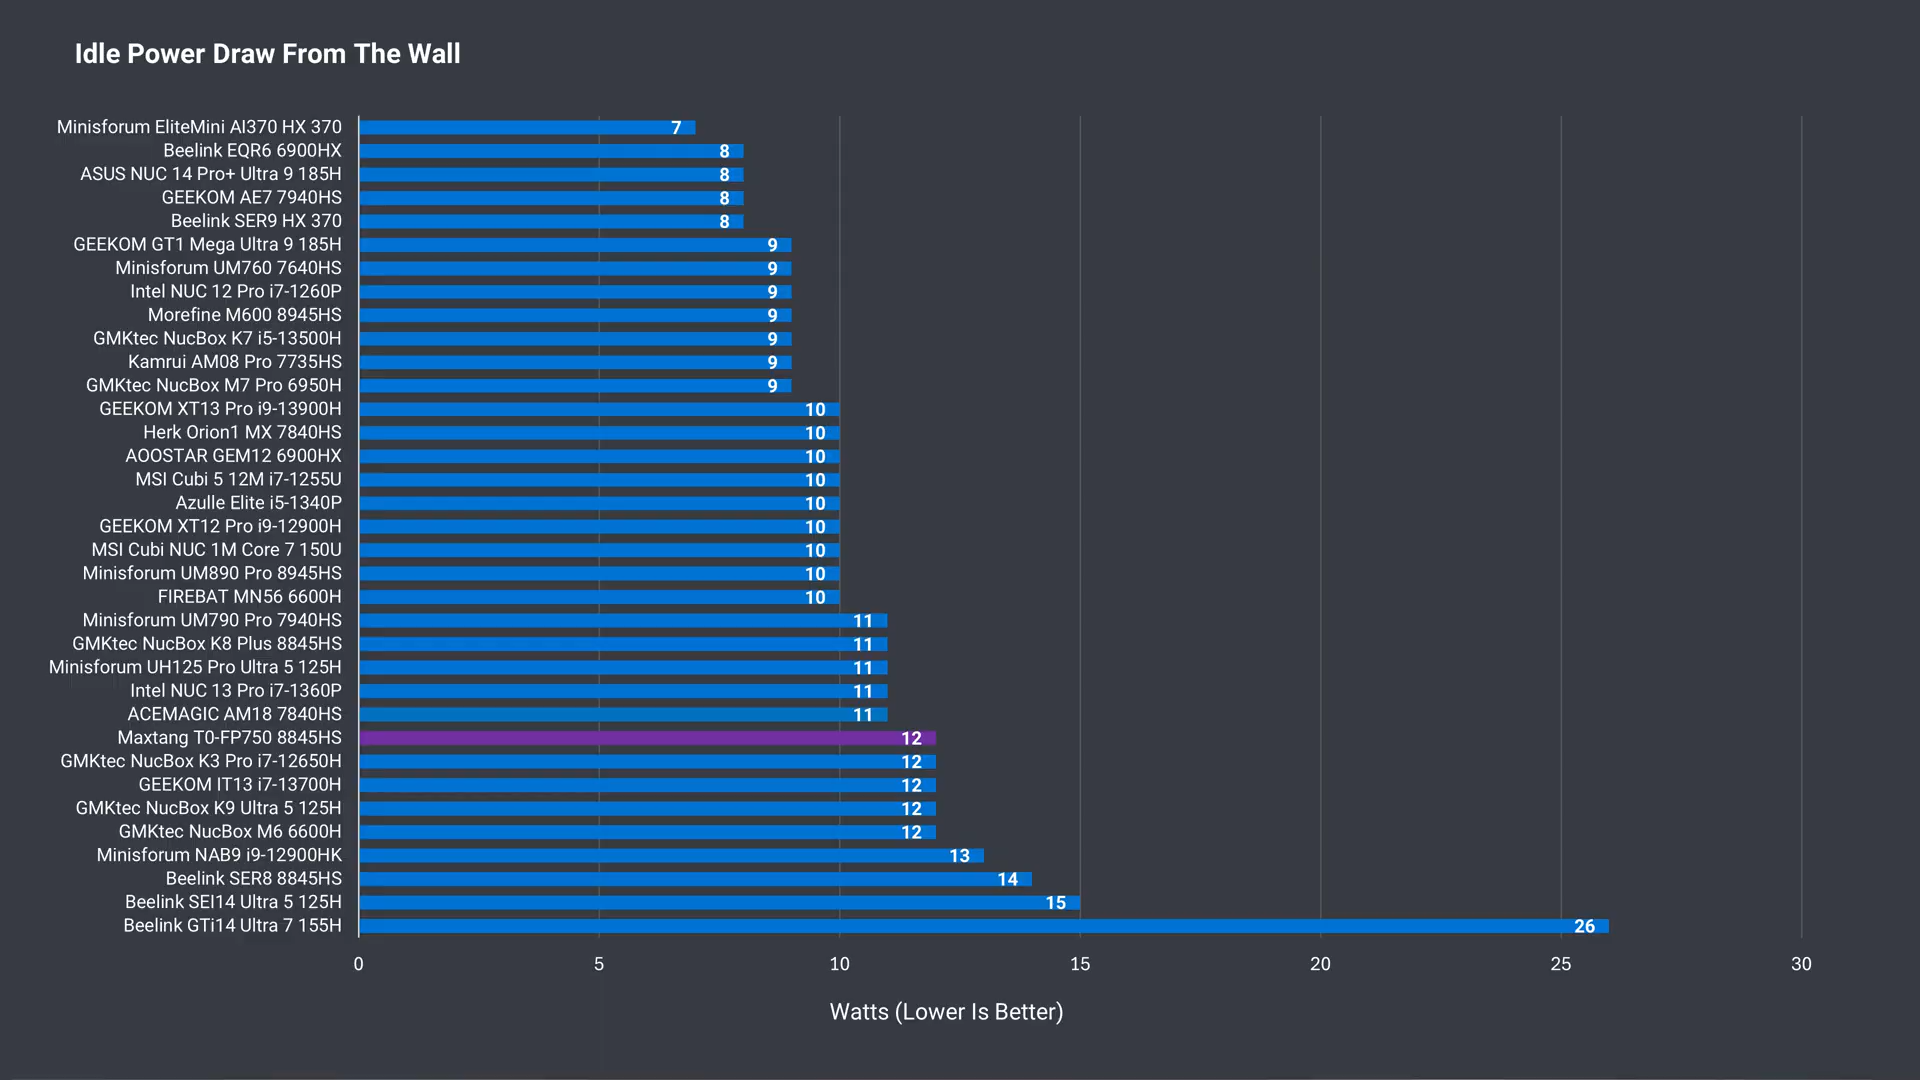 Idle Power Draw From The Wall
Minisforum EliteMini AI370 HX 370 7
Beelink EQR6 6900HX 8
ASUS NUC 14 Pro+ Ultra 9 185H 8
GEEKOM AE7 7940HS 8
Beelink SER9 HX 370 8
GEEKOM GT1 Mega Ultra 9 185H 9
Minisforum UM760 7640HS 9
Intel NUC 12 Pro i7-1260P 9
Morefine M600 8945HS 9
GMKtec NucBox K7 i5-13500H 9
Kamrui AM08 Pro 7735HS 9
GMKtec NucBox M7 Pro 6950H 9
GEEKOM XT13 Pro i9-13900H 10
Herk Orion1 MX 7840HS 10
AOOSTAR GEM12 6900HX 10
MSI Cubi 5 12M i7-1255U 10
Azulle Elite i5-1340P 10
GEEKOM XT12 Pro i9-12900H 10
MSI Cubi NUC 1M Core 7 150U 10
Minisforum UM890 Pro 8945HS 10
FIREBAT MN56 6600H 10
Minisforum UM790 Pro 7940HS 11
GMKtec NucBox K8 Plus 8845HS 11
Minisforum UH125 Pro Ultra 5 125H 11
Intel NUC 13 Pro i7-1360P 11
ACEMAGIC AM18 7840HS 11
Maxtang T0-FP750 8845HS 12
GMKtec NucBox K3 Pro i7-12650H 12
GEEKOM IT13 i7-13700H 12
GMKtec NucBox K9 Ultra 5 125H 12
GMKtec NucBox M6 6600H 12
Minisforum NAB9 i9-12900HK 13
Beelink SER8 8845HS 14
Beelink SEI14 Ultra 5 125H 15
Beelink GTi14 Ultra 7 155H 26
0 5 10 15 20 25 30
Watts (Lower Is Better)